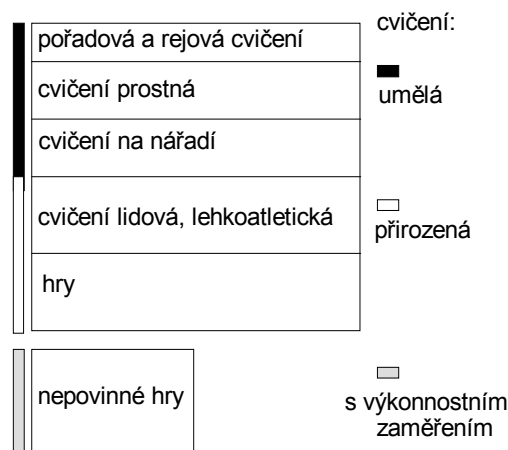 pořadová a rejová cvičení
cvičení prostná
cvičení na nářadí
cvičení lidová, lehkoatletická
hry
nepovinné hry
cvičení:
umělá
přirozená
s výkonnostním
zaměřením